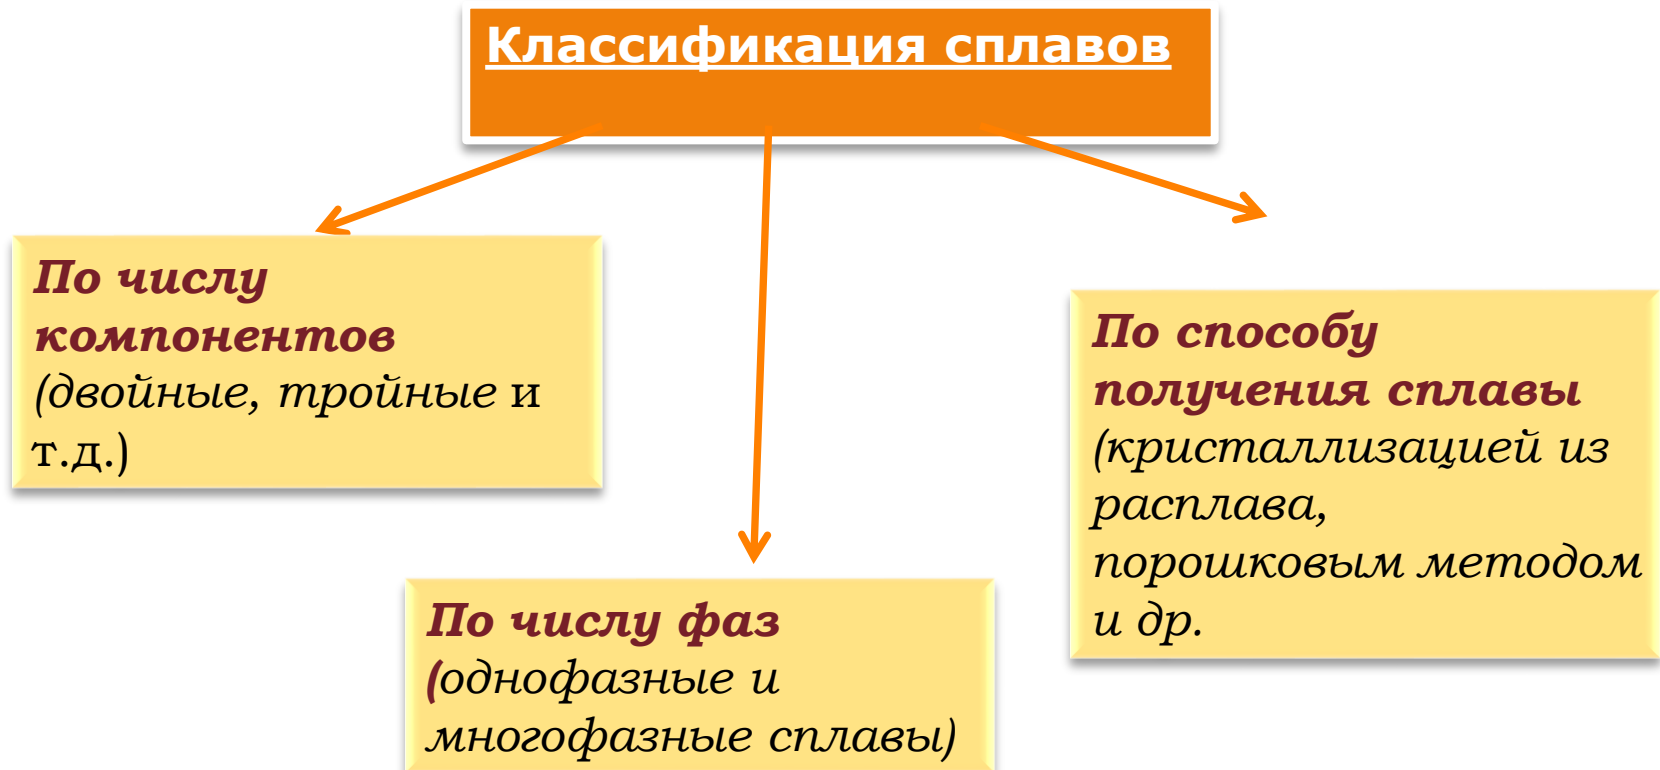 Классификация сплавов
По числу
компонентов
(двойные, тройные и
т.д.)
По числу фаз
(однофазные и
многофазные сплавы)
По способу
получения сплавы
(кристаллизацией из
расплава,
порошковым методом
и др.